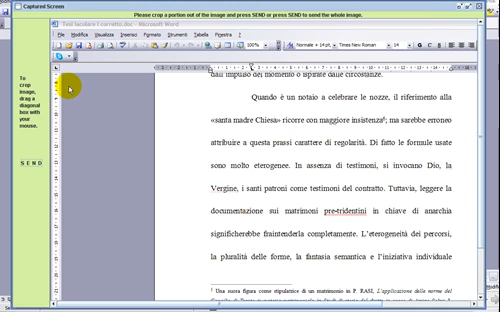 Captured Screen
Please crop a portion out of the image and press SEND or press SEND to send the whole image.
Tesi Iacolare I corretto.doc - Microsoft Word
File Modifica Visualizza Inserisci Formato Strumenti Tabella Finestra ?
100% Normale + 14 pt Times New Roman 14
To
crop
image,
drag a
diagonal
box with
your
mouse.
SEND
dall'impulso del momento o ispirate dalle circostanze.
Quando è un notaio a celebrare le nozze, il riferimento alla
«santa madre Chiesa» ricorre con maggiore insistenza; ma sarebbe erroneo
attribuire a questa prassi carattere di regolarità. Di fatto le formule usate
sono molto eterogenee. In assenza di testimoni, si invocano Dio, la
Vergine, i santi patroni come testimoni del contratto. Tuttavia, leggere la
documentazione sui matrimoni pre-tridentini in chiave di anarchia
significherebbe fraintenderla completamente. L'eterogeneità dei percorsi,
la pluralità delle forme, la fantasia semantica e l'iniziativa individuale
Una sacra figura come stipulatrice di un matrimonio in P. RASI, L'applicazione delle norme del